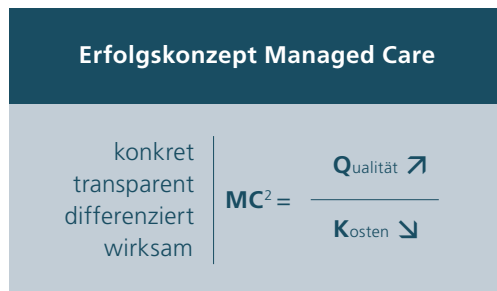 Erfolgskonzept Managed Care
konkret
transparent
differenziert
wirksam
MC² =
Qualität ↗
Kosten ↘